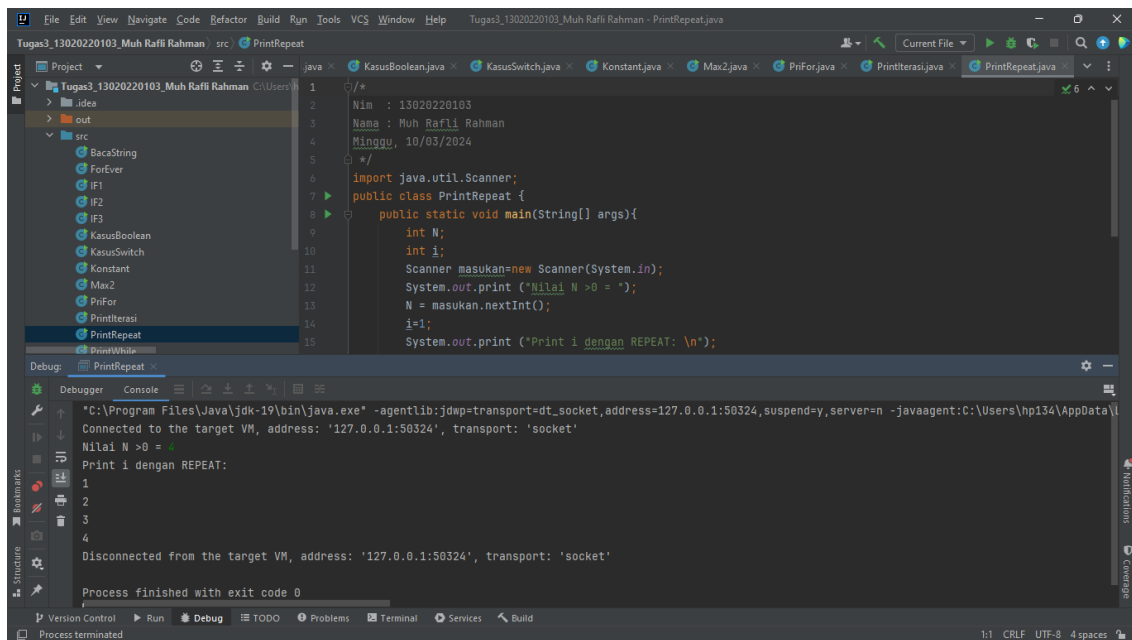 File Edit View Navigate Code Refactor Build Run Tools VCS Window Help Tugas3_13020220103_Muh Rafli Rahman - PrintRepeat.java
Tugas3_13020220103_Muh Rafli Rahman src PrintRepeat
Current File
Project
java KasusBoolean.java KasusSwitch.java Konstant.java Max2.java PriFor.java PrintIterasi.java PrintRepeat.java
Project
Tugas3_13020220103_Muh Rafli Rahman C:\Users\h
.idea
out
src
BacaString
ForEver
IF1
IF2
IF3
KasusBoolean
KasusSwitch
Konstant
Max2
PriFor
PrintIterasi
PrintRepeat
PrintWhile
6
1 /*
2 Nim : 13020220103
3 Nama : Muh Rafli Rahman
4 Minggu, 10/03/2024
5 */
6 import java.util.Scanner;
7 public class PrintRepeat {
8 public static void main(String[] args){
9 int N;
10 int i;
11 Scanner masukan=new Scanner(System.in);
12 System.out.print ("Nilai N >0 = ");
13 N = masukan.nextInt();
14 i=1;
15 System.out.print ("Print i dengan REPEAT: \n");
Debug: PrintRepeat
Debugger Console
"C:\Program Files\Java\jdk-19\bin\java.exe" -agentlib:jdwp=transport=dt_socket,address=127.0.0.1:50324,suspend=y,server=n -javaagent:C:\Users\hp134\AppData\L
Connected to the target VM, address: '127.0.0.1:50324', transport: 'socket'
Nilai N >0 = 4
Print i dengan REPEAT:
1
2
3
4
Disconnected from the target VM, address: '127.0.0.1:50324', transport: 'socket'
Process finished with exit code 0
Bookmarks
Structure
Notifications
Coverage
Version Control Run Debug TODO Problems Terminal Services Build
Process terminated
1:1 CRLF UTF-8 4 spaces